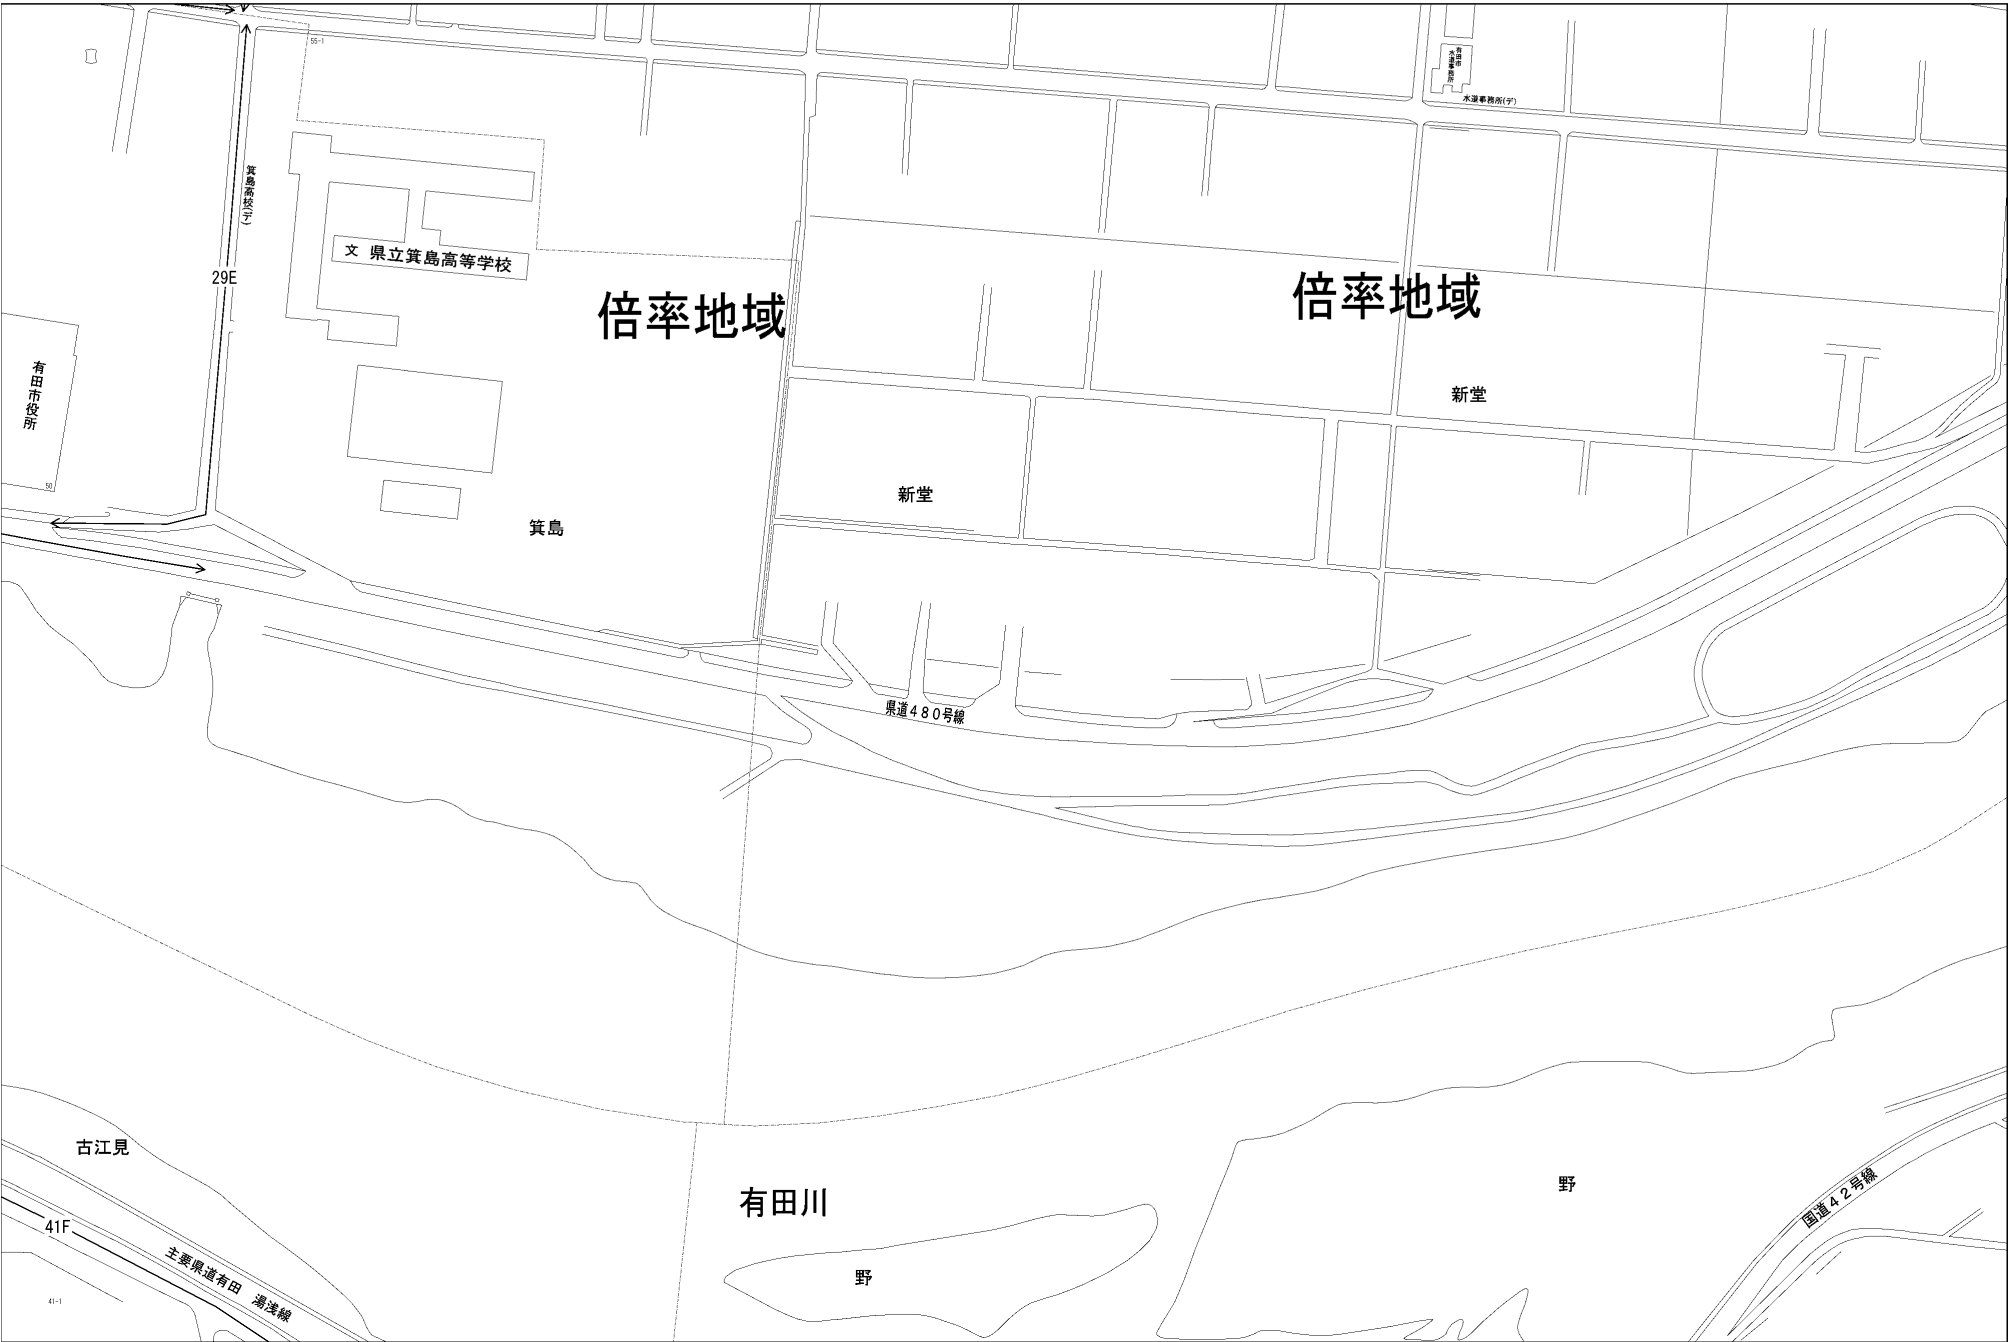 55-1
有田市
水道事務所
水道事務所(デ)
箕島高校(デ)
文 県立箕島高等学校
29E
倍率地域
倍率地域
有田市役所
新堂
新堂
50
箕島
県道480号線
古江見
有田川
野
国道42号線
41F
主要県道有田 湯浅線
野
41-1